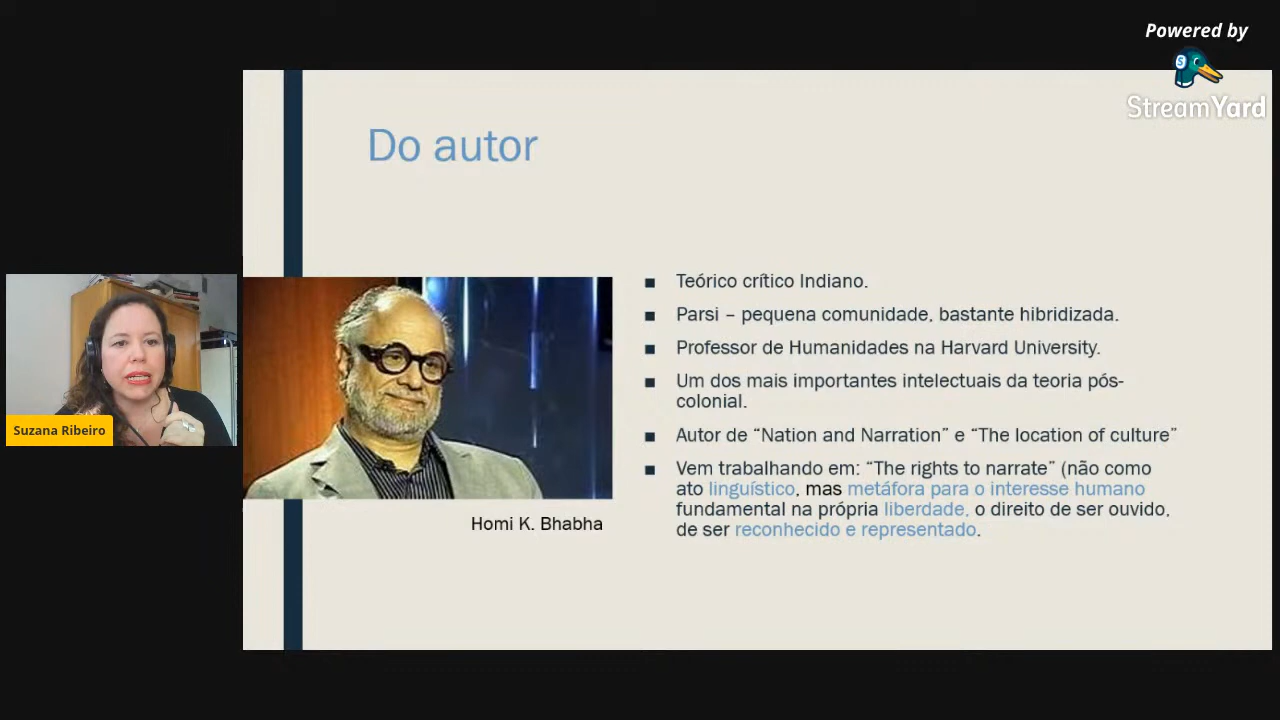 Powered by
StreamYard
Do autor
Teórico crítico Indiano.
Parsi – pequena comunidade, bastante hibridizada.
Professor de Humanidades na Harvard University.
Um dos mais importantes intelectuais da teoria pós-
colonial.
Autor de “Nation and Narration” e “The location of culture”
Vem trabalhando em: “The rights to narrate” (não como
ato linguístico, mas metáfora para o interesse humano
fundamental na própria liberdade, o direito de ser ouvido,
de ser reconhecido e representado.
Homi K. Bhabha
Suzana Ribeiro